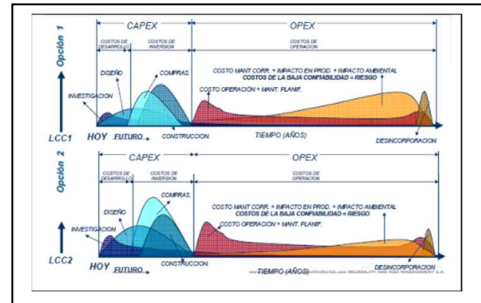 Opción 1
LCC1
CAPEX
OPEX
COSTOS DE DESARROLLO
COSTOS DE INVERSION
COSTOS DE OPERACIÓN
DISEÑO
COMPRAS.
INVESTIGACION
COSTO MANT CORR. + IMPACTO EN PROD. + IMPACTO AMBIENTAL
COSTOS DE LA BAJA CONFIABILIDAD = RIESGO
COSTO OPERACIÓN + MANT. PLANIF.
HOY
FUTURO
CONSTRUCCION.
TIEMPO (AÑOS)
DESINCORPORACION
Opción 2
LCC2
CAPEX
OPEX
COSTOS DE DESARROLLO
COSTOS DE INVERSION
COSTOS DE OPERACIÓN
DISEÑO
COMPRAS.
INVESTIGACION
COSTO MANT CORR. + IMPACTO EN PROD. + IMPACTO AMBIENTAL
COSTOS DE LA BAJA CONFIABILIDAD = RIESGO
COSTO OPERACION + MANT. PLANIF.
HOY
FUTURO
CONSTRUCCION
TIEMPO (AÑOS)
DESINCORPORACION